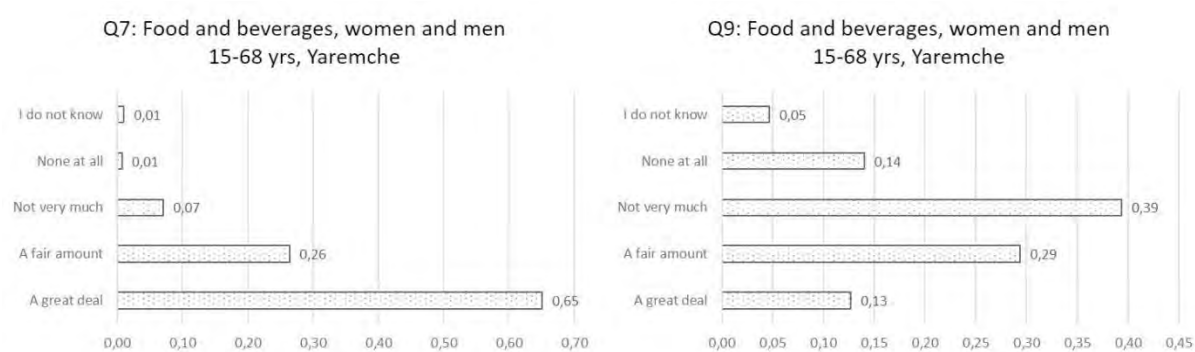 Q7: Food and beverages, women and men
15-68 yrs, Yaremche
I do not know
0,01
None at all
0,01
Not very much
0,07
A fair amount
0,26
A great deal
0,65
0,00 0,10 0,20 0,30 0,40 0,50 0,60 0,70
Q9: Food and beverages, women and men
15-68 yrs, Yaremche
I do not know
0,05
None at all
0,14
Not very much
0,39
A fair amount
0,29
A great deal
0,13
0,00 0,05 0,10 0,15 0,20 0,25 0,30 0,35 0,40 0,45